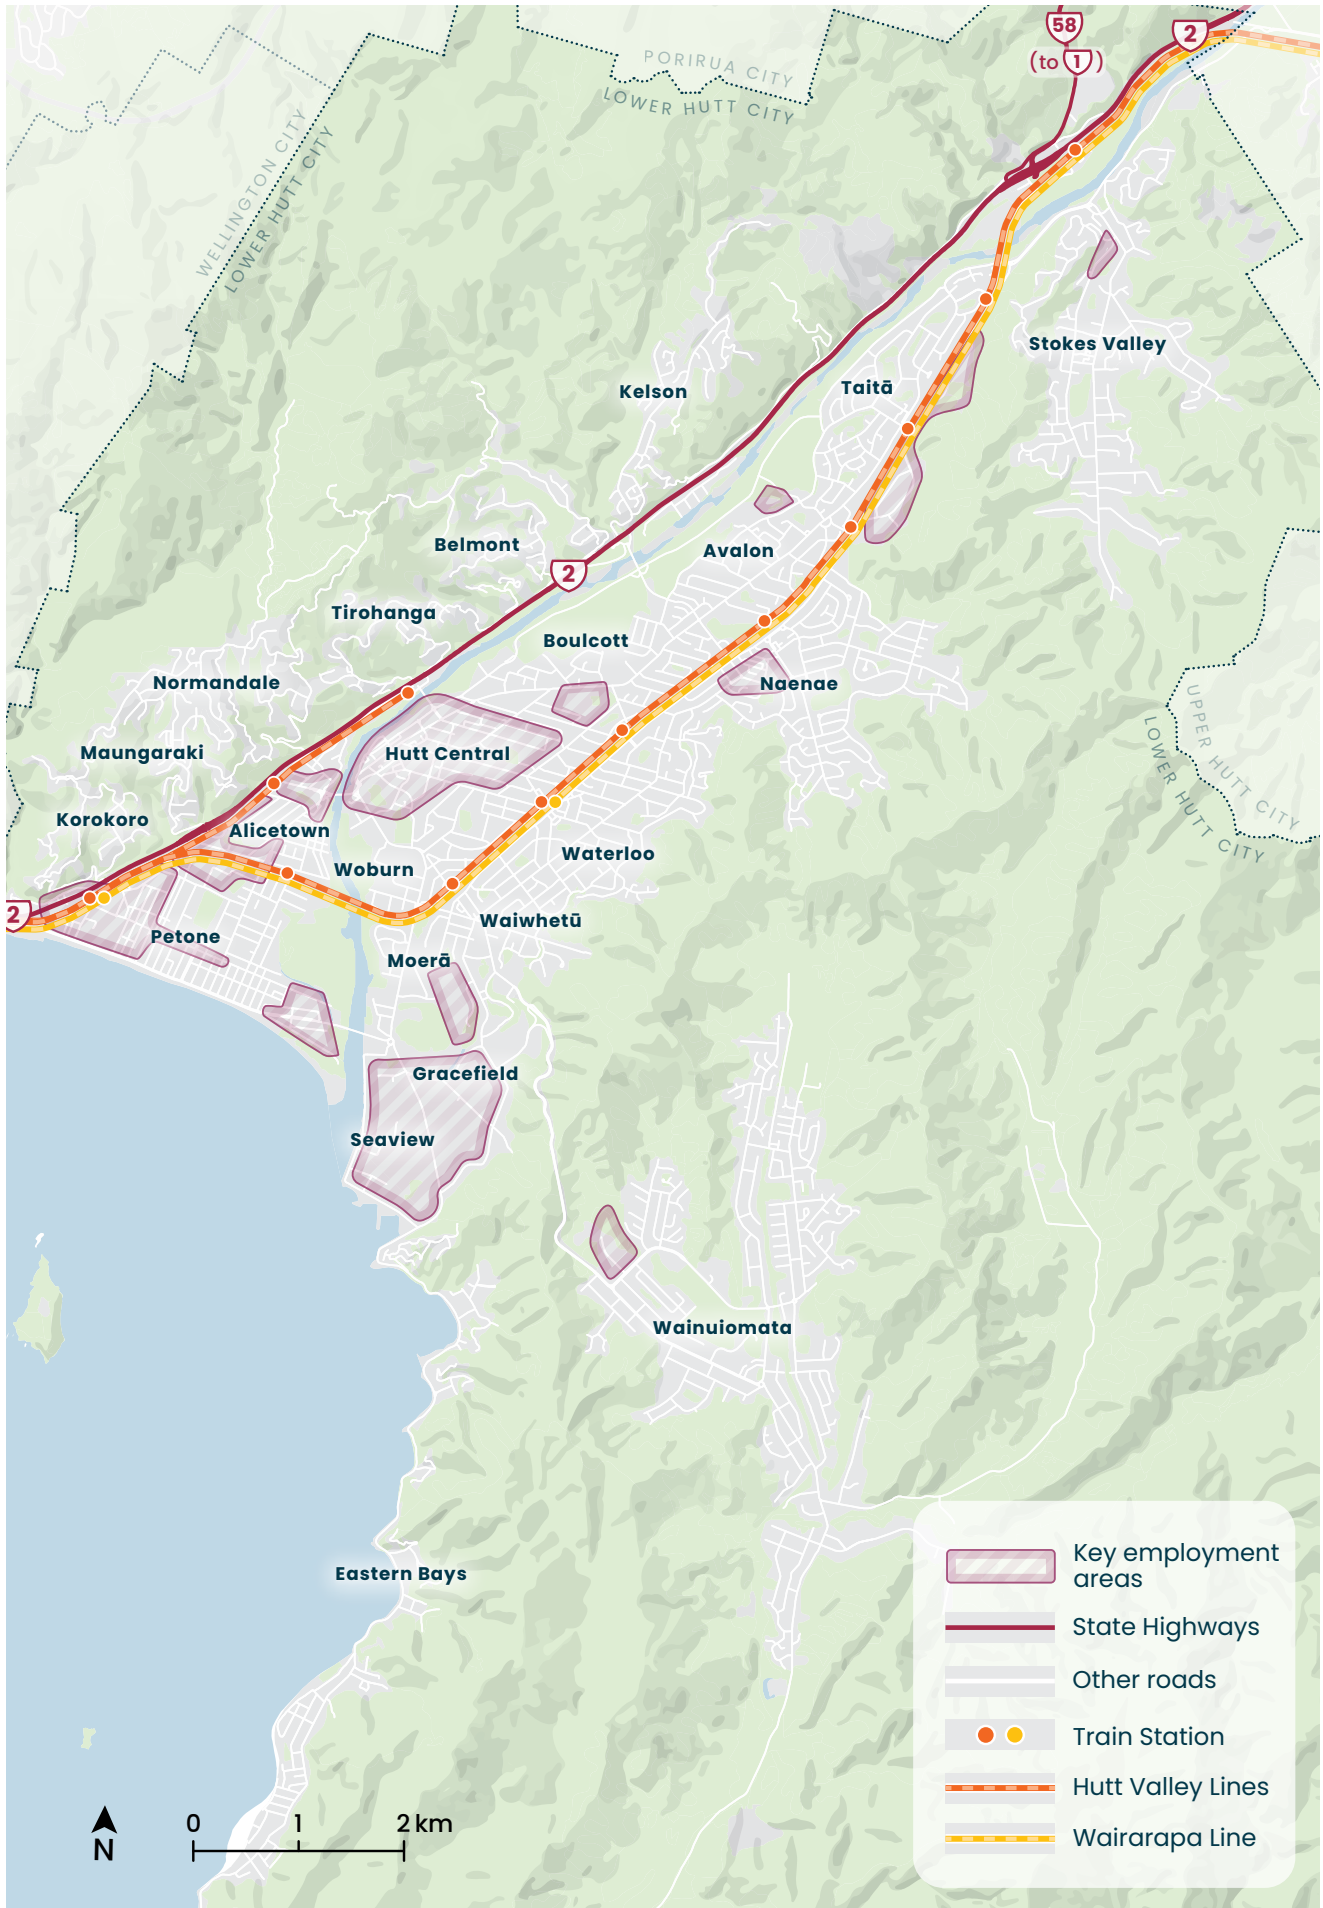 58
2
(to 1)
PORIRUA CITY
LOWER HUTT CITY
WELLINGTON CITY
LOWER HUTT CITY
Stokes Valley
Kelson
Taitā
Belmont
Avalon
2
Tirohanga
Boulcott
Normandale
Naenae
UPPER HUTT CITY
LOWER HUTT CITY
Maungaraki
Hutt Central
Korokoro
Alicetown
Waterloo
Woburn
2
Waiwhetū
Petone
Moerā
Gracefield
Seaview
Wainuiomata
Eastern Bays
Key employment
areas
State Highways
Other roads
Train Station
Hutt Valley Lines
Wairarapa Line
0 1 2 km
N